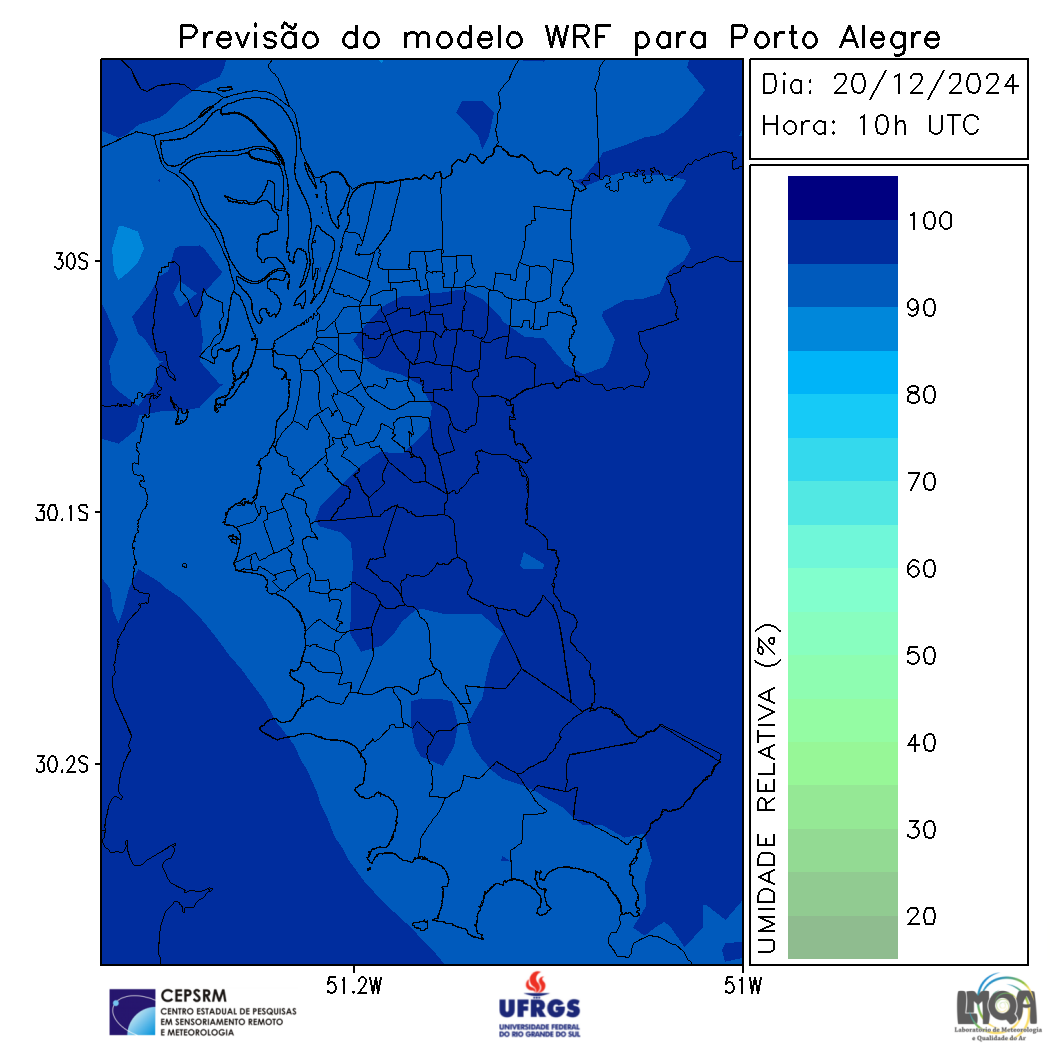 Previsão do modelo WRF para Porto Alegre
Dia: 20/12/2024
Hora: 10h UTC
100
90
80
70
60
50
40
30
20
UMIDADE RELATIVA (%)
30S
30.1S
30.2S
51.2W
51W
CEPSRM
CENTRO ESTADUAL DE PESQUISAS
EM SENSORIAMENTO REMOTO
E METEOROLOGIA
UFRGS
UNIVERSIDADE FEDERAL
DO RIO GRANDE DO SUL
LMQA
Laboratório de Meteorologia
e Qualidade do Ar